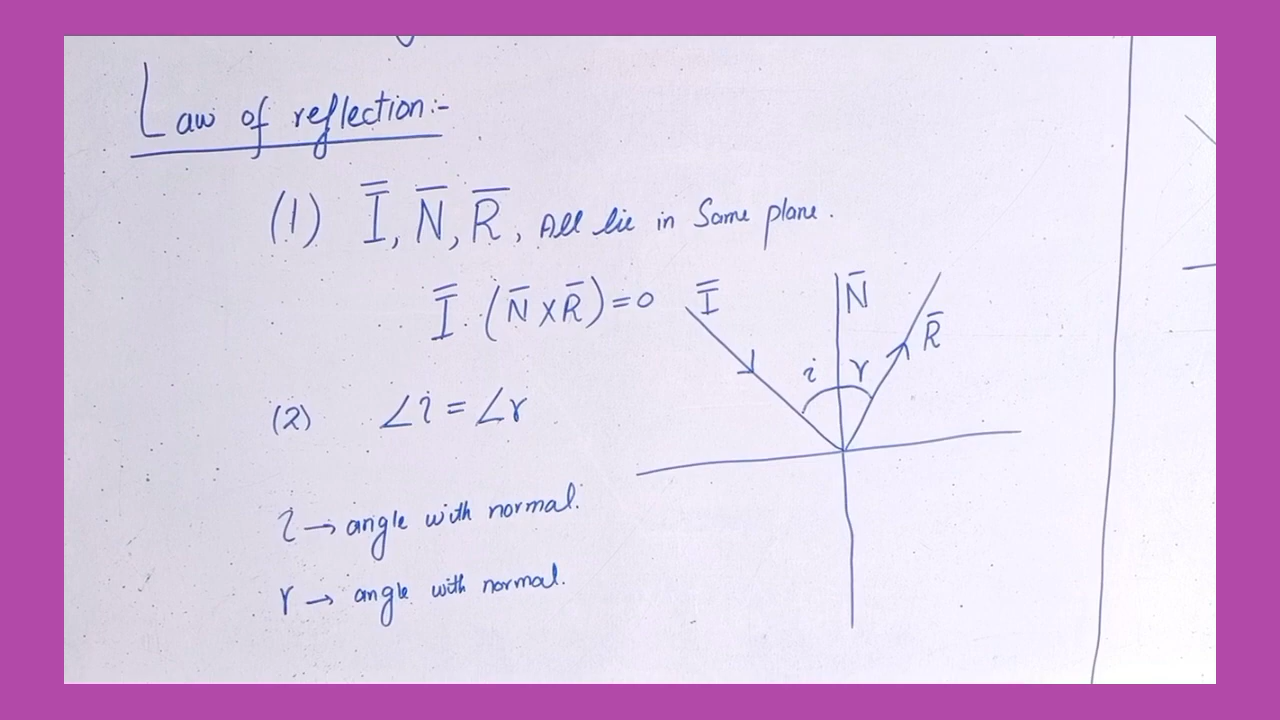 Law of reflection:-
(1) I̿, N̅, R̅, All lie in Same plane.
I̿ . (N̅ × R̅) = 0
(2) ∠i = ∠r
i → angle with normal.
r → angle with normal.
I̿
N̅
R̅
i
r